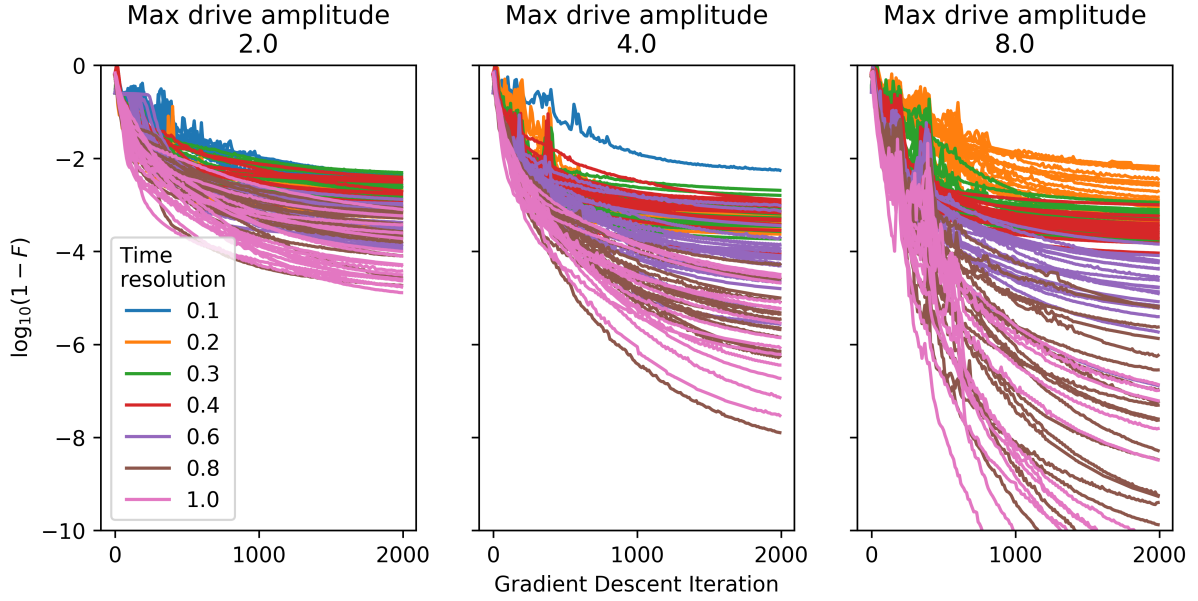 Max drive amplitude
2.0
Max drive amplitude
4.0
Max drive amplitude
8.0
0
−2
−4
−6
−8
−10
log₁₀(1 − F)
Time
resolution
0.1
0.2
0.3
0.4
0.6
0.8
1.0
0 1000 2000
0 1000 2000
0 1000 2000
Gradient Descent Iteration